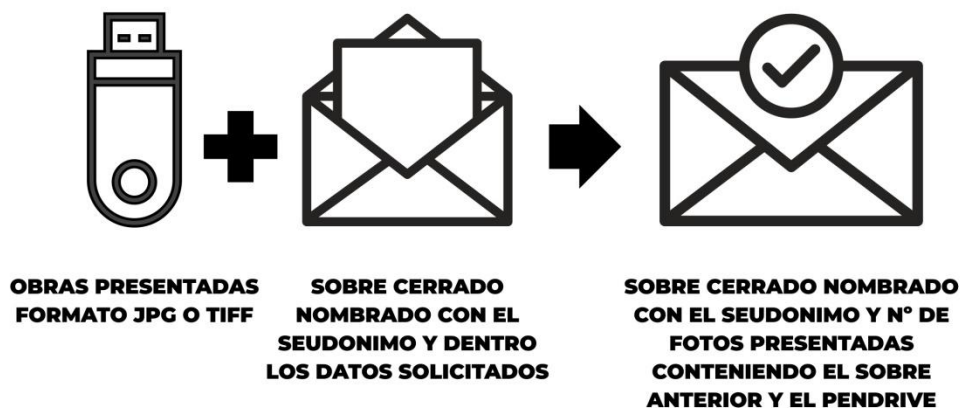 OBRAS PRESENTADAS
FORMATO JPG O TIFF
SOBRE CERRADO
NOMBRADO CON EL
SEUDONIMO Y DENTRO
LOS DATOS SOLICITADOS
SOBRE CERRADO NOMBRADO
CON EL SEUDONIMO Y Nº DE
FOTOS PRESENTADAS
CONTENIENDO EL SOBRE
ANTERIOR Y EL PENDRIVE